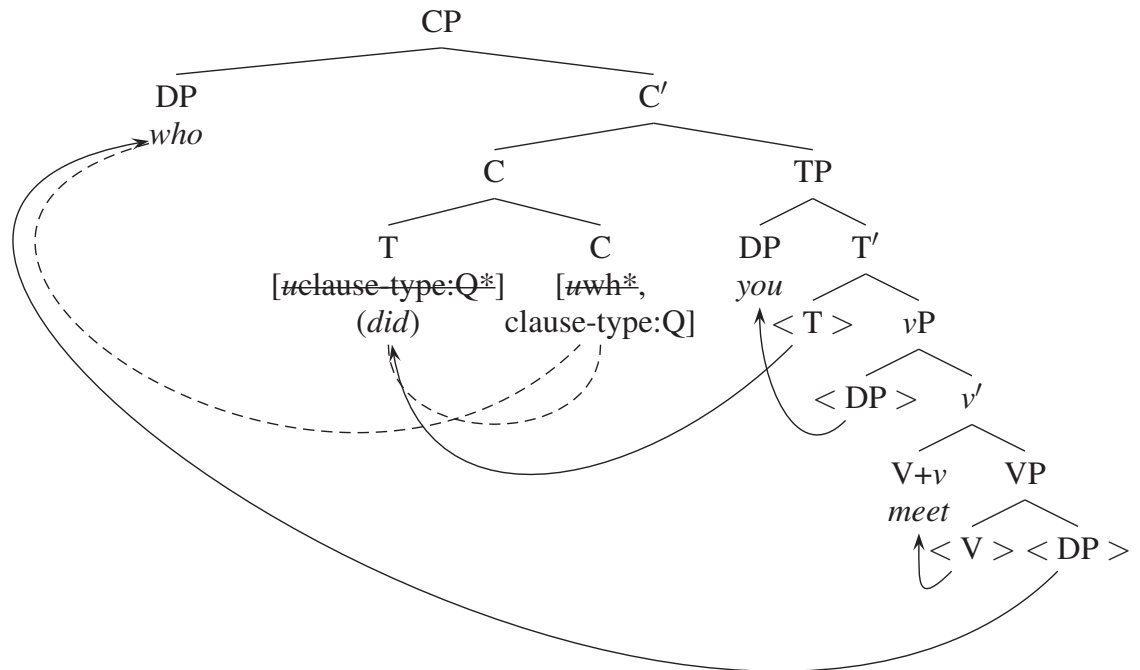 CP
DP C′
who
C TP
T C DP T′
[uclause-type:Q*] [uwh*, you
(did) clause-type:Q] < T > vP
< DP > v′
V+v VP
meet
< V > < DP >